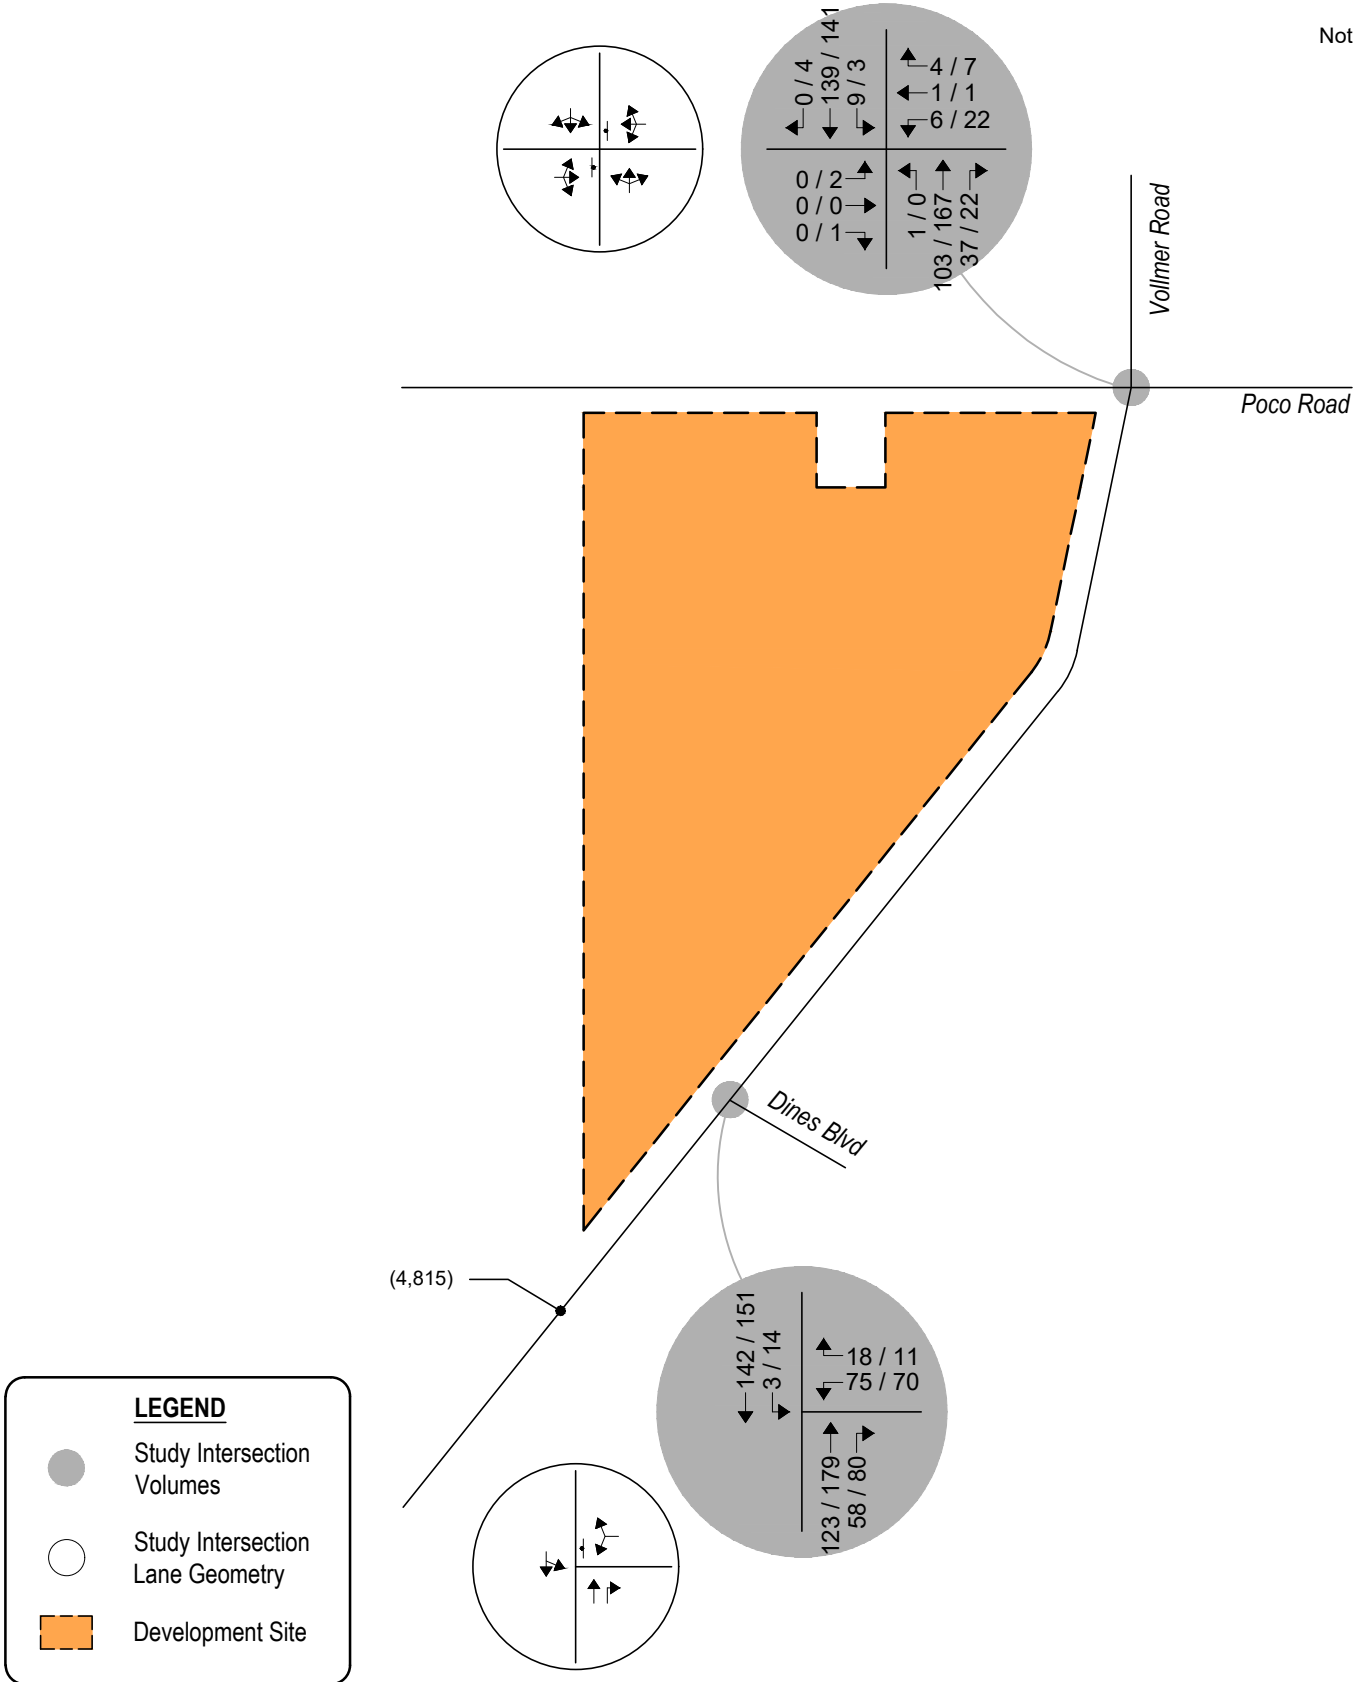 Not
0 / 4
139 / 141
9 / 3
4 / 7
1 / 1
6 / 22
0 / 2
0 / 0
0 / 1
1 / 0
103 / 167
37 / 22
Vollmer Road
Poco Road
Dines Blvd
(4,815)
142 / 151
3 / 14
18 / 11
75 / 70
123 / 179
58 / 80
LEGEND
Study Intersection
Volumes
Study Intersection
Lane Geometry
Development Site